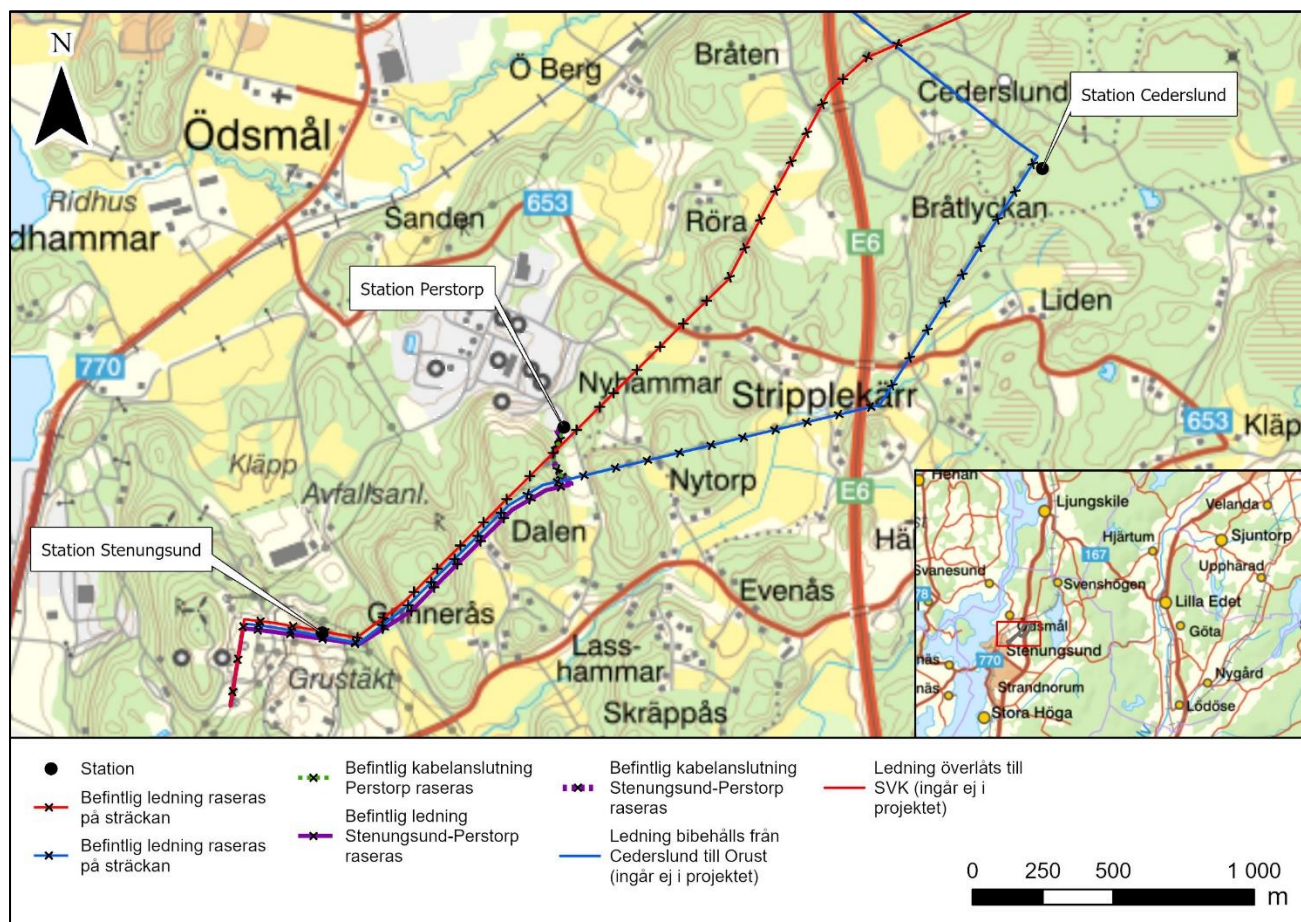 N
Bråten
Ö Berg
Cederslund
Station Cederslund
Ödsmål
Ridhus
dhammar
Sanden
653
Röra
Bråtlyckan
E6
Station Perstorp
Liden
770
Nyhammar
Stripplekärr
653
Kläpp
Kläpp
Avfallsanl.
Nytorp
E6
Station Stenungsund
Dalen
Hä
Gunnerås
Evenås
Lass-
hammar
Grustäkt
Skräppås
Henån
Ljungskile
Velanda
Hjärtum
Sjuntorp
167
Svanesund
Svenshögen
Upphärad
Lilla Edet
Ödsmål
Göta
Stenungsund
770
näs
Nygård
Strandnorum
näs
Stora Höga
Lödöse
Station
Befintlig ledning raseras
på sträckan
Befintlig ledning raseras
på sträckan
Befintlig kabelanslutning
Perstorp raseras
Befintlig ledning
Stenungsund-Perstorp
raseras
Befintlig kabelanslutning
Stenungsund-Perstorp
raseras
Ledning bibehålls från
Cederslund till Orust
(ingår ej i projektet)
Ledning överlåts till
SVK (ingår ej i
projektet)
0 250 500 1 000
m